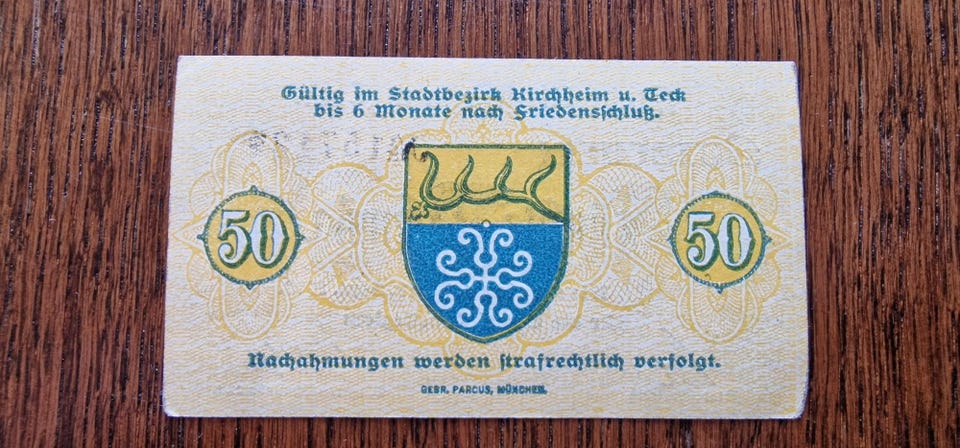 Gültig im Stadtbezirk Kirchheim u. Teck
bis 6 Monate nach Friedensschluß.
50 50
Nachahmungen werden strafrechtlich verfolgt.
GEBR. PARCUS, MÜNCHEN.